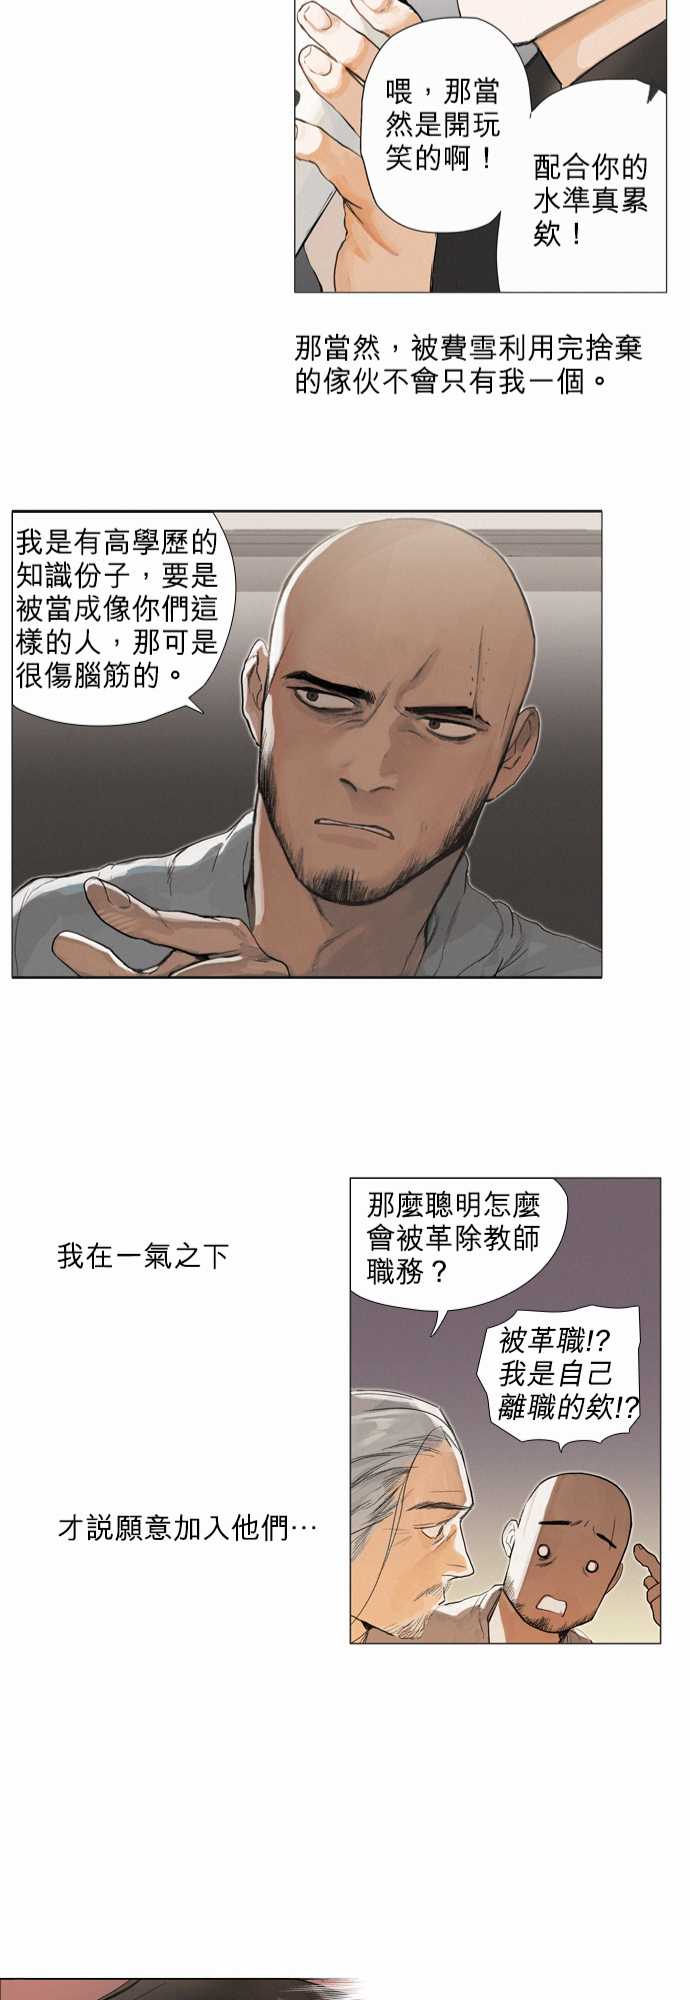 喂，那當
然是開玩
笑的啊！
配合你的
水準真累
欸！
那當然，被費雪利用完捨棄
的傢伙不會只有我一個。
我是有高學歷的
知識份子，要是
被當成像你們這
樣的人，那可是
很傷腦筋的。
那麼聰明怎麼
會被革除教師
職務？
我在一氣之下
被革職!?
我是自己
離職的欸!?
才說願意加入他們⋯